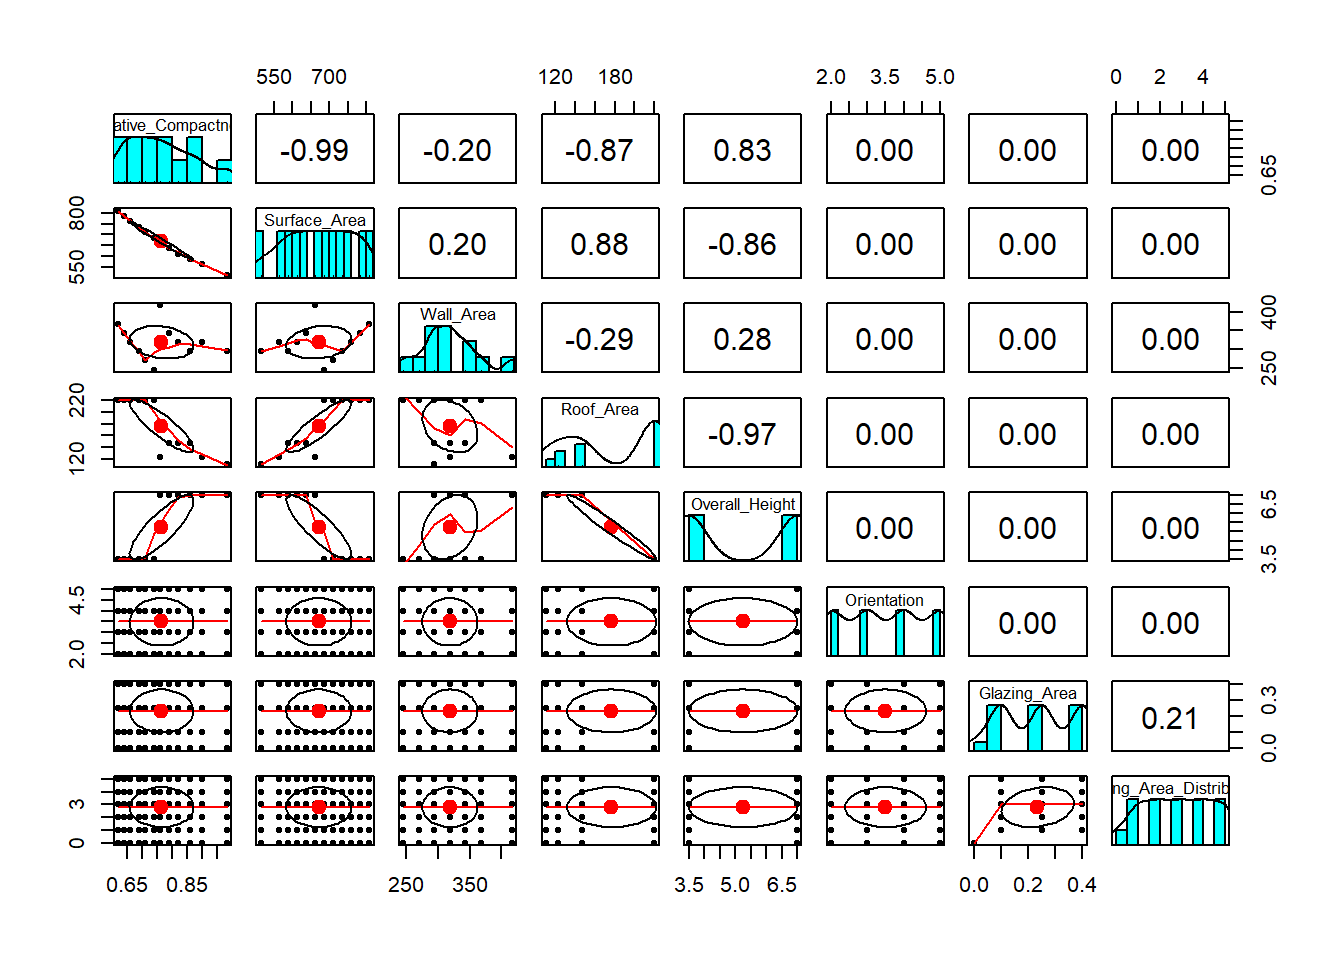 550 700 120 180 2.0 3.5 5.0 0 2 4
ative_Compactn -0.99 -0.20 -0.87 0.83 0.00 0.00 0.00 0.65
550 800 Surface_Area 0.20 0.88 -0.86 0.00 0.00 0.00
Wall_Area -0.29 0.28 0.00 0.00 0.00 250 400
120 220 Roof_Area -0.97 0.00 0.00 0.00
Overall_Height 0.00 0.00 0.00 3.5 6.5
2.0 4.5 Orientation 0.00 0.00
Glazing_Area 0.21 0.0 0.3
0 3 ng_Area_Distrib
0.65 0.85 250 350 3.5 5.0 6.5 0.0 0.2 0.4